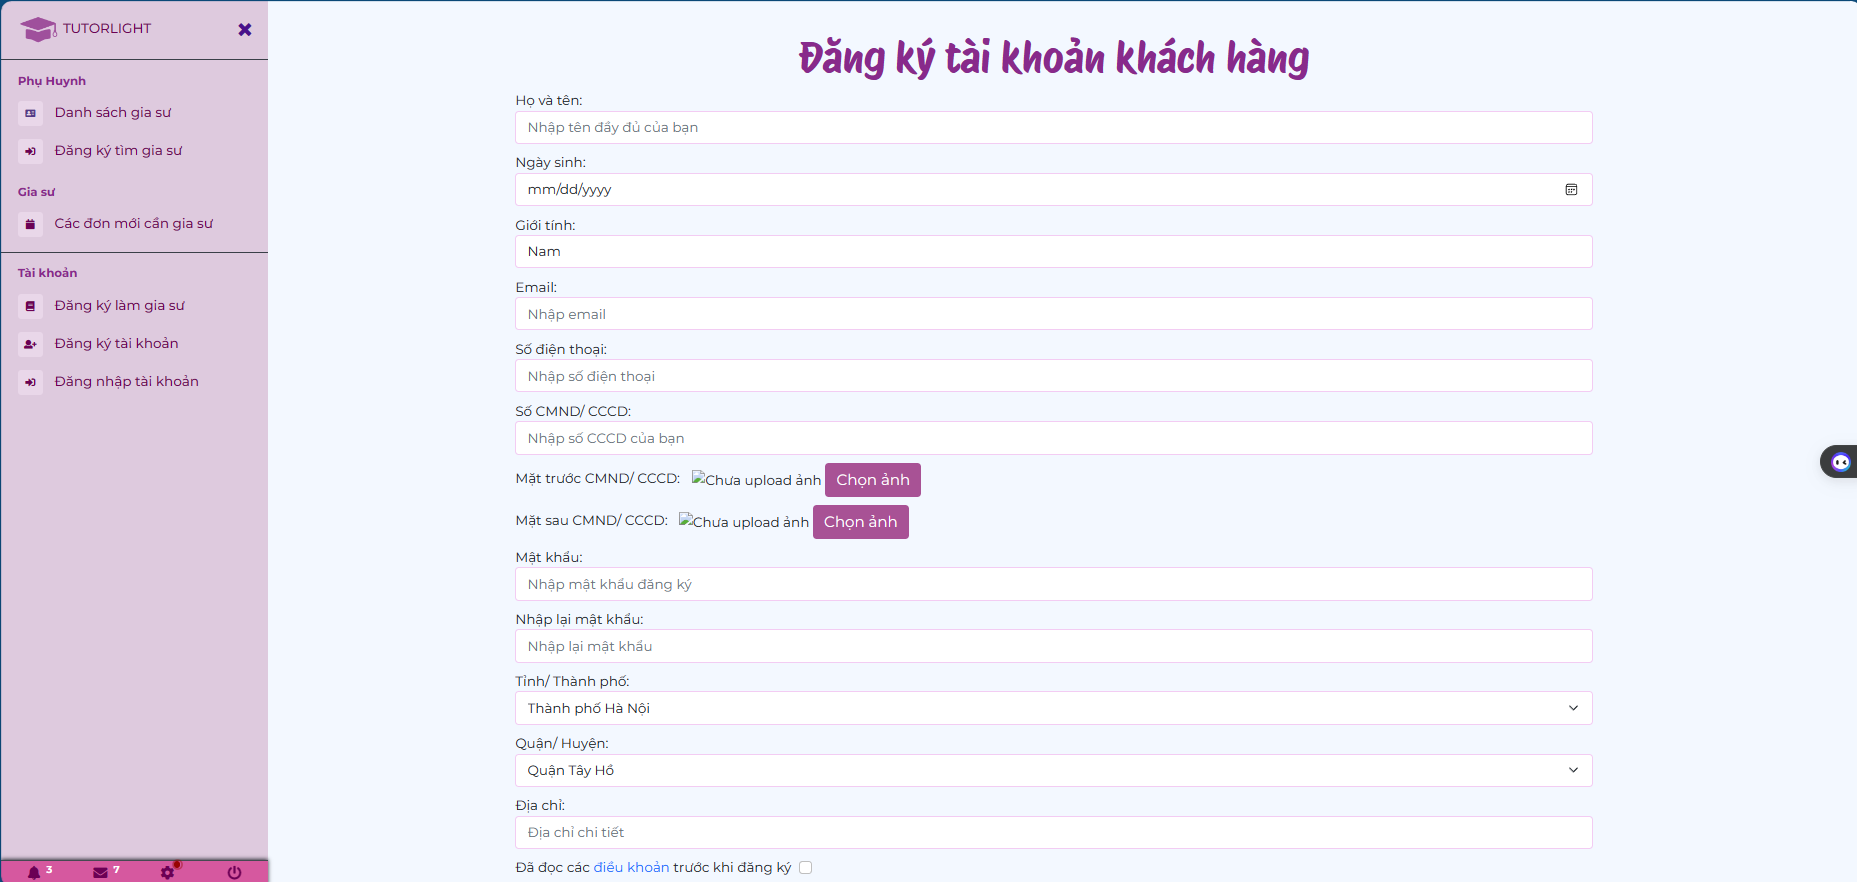 TUTORLIGHT
Phụ Huynh
Danh sách gia sư
Đăng ký tìm gia sư
Gia sư
Các đơn mới cần gia sư
Tài khoản
Đăng ký làm gia sư
Đăng ký tài khoản
Đăng nhập tài khoản
3
7
Đăng ký tài khoản khách hàng
Họ và tên:
Nhập tên đầy đủ của bạn
Ngày sinh:
mm/dd/yyyy
Giới tính:
Nam
Email:
Nhập email
Số điện thoại:
Nhập số điện thoại
Số CMND/ CCCD:
Nhập số CCCD của bạn
Mặt trước CMND/ CCCD: Chưa upload ảnh Chọn ảnh
Mặt sau CMND/ CCCD: Chưa upload ảnh Chọn ảnh
Mật khẩu:
Nhập mật khẩu đăng ký
Nhập lại mật khẩu:
Nhập lại mật khẩu
Tỉnh/ Thành phố:
Thành phố Hà Nội
Quận/ Huyện:
Quận Tây Hồ
Địa chỉ:
Địa chỉ chi tiết
Đã đọc các điều khoản trước khi đăng ký